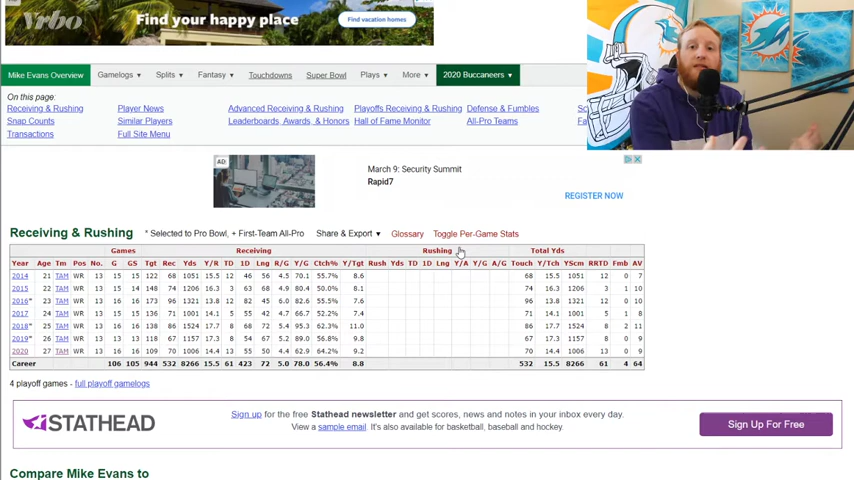 Vrbo
Find your happy place
Find vacation homes
Mike Evans Overview Gamelogs ▾ Splits ▾ Fantasy ▾ Touchdowns Super Bowl Plays ▾ More ▾ 2020 Buccaneers ▾
On this page:
Receiving & Rushing Player News Advanced Receiving & Rushing Playoffs Receiving & Rushing Defense & Fumbles
Snap Counts Similar Players Leaderboards, Awards, & Honors Hall of Fame Monitor All-Pro Teams
Transactions Full Site Menu
AD
March 9: Security Summit
Rapid7
REGISTER NOW
Receiving & Rushing * Selected to Pro Bowl, + First-Team All-Pro Share & Export ▾ Glossary Toggle Per-Game Stats
Games Receiving Rushing Total Yds
Year Age Tm Pos No. G GS Tgt Rec Yds Y/R TD 1D Lng R/G Y/G Ctch% Y/Tgt Rush Yds TD 1D Lng Y/A Y/G A/G Touch Y/Tch YScm RRTD Fmb AV
2014 21 TAM WR 13 15 15 122 68 1051 15.5 12 46 56 4.5 70.1 55.7% 8.6 68 15.5 1051 12 0 7
2015 22 TAM WR 13 15 14 148 74 1206 16.3 3 63 68 4.9 80.4 50.0% 8.1 74 16.3 1206 3 1 10
2016* 23 TAM WR 13 16 16 173 96 1321 13.8 12 82 45 6.0 82.6 55.5% 7.6 96 13.8 1321 12 0 10
2017 24 TAM WR 13 15 15 136 71 1001 14.1 5 55 42 4.7 66.7 52.2% 7.4 71 14.1 1001 5 1 8
2018* 25 TAM WR 13 16 16 138 86 1524 17.7 8 68 72 5.4 95.3 62.3% 11.0 86 17.7 1524 8 2 11
2019* 26 TAM WR 13 13 13 118 67 1157 17.3 8 54 67 5.2 89.0 56.8% 9.8 67 17.3 1157 8 0 9
2020 27 TAM WR 13 16 16 109 70 1006 14.4 13 55 50 4.4 62.9 64.2% 9.2 70 14.4 1006 13 0 9
Career 106 105 944 532 8266 15.5 61 423 72 5.0 78.0 56.4% 8.8 532 15.5 8266 61 4 64
4 playoff games - full playoff gamelogs
STATHEAD
Sign up for the free Stathead newsletter and get scores, news and notes in your inbox every day.
View a sample email. It's also available for basketball, baseball and hockey.
Sign Up For Free
Compare Mike Evans to